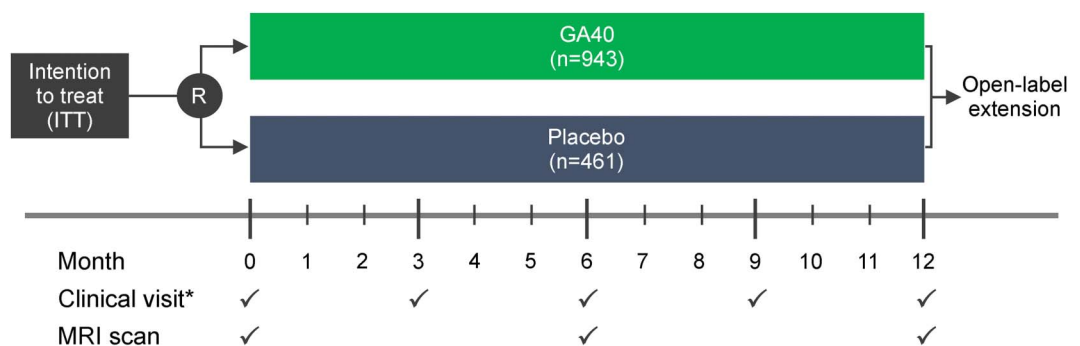 GA40
(n=943)
Intention
to treat
(ITT)
R
Open-label
extension
Placebo
(n=461)
Month 0 1 2 3 4 5 6 7 8 9 10 11 12
Clinical visit* ✓ ✓ ✓ ✓ ✓
MRI scan ✓ ✓ ✓